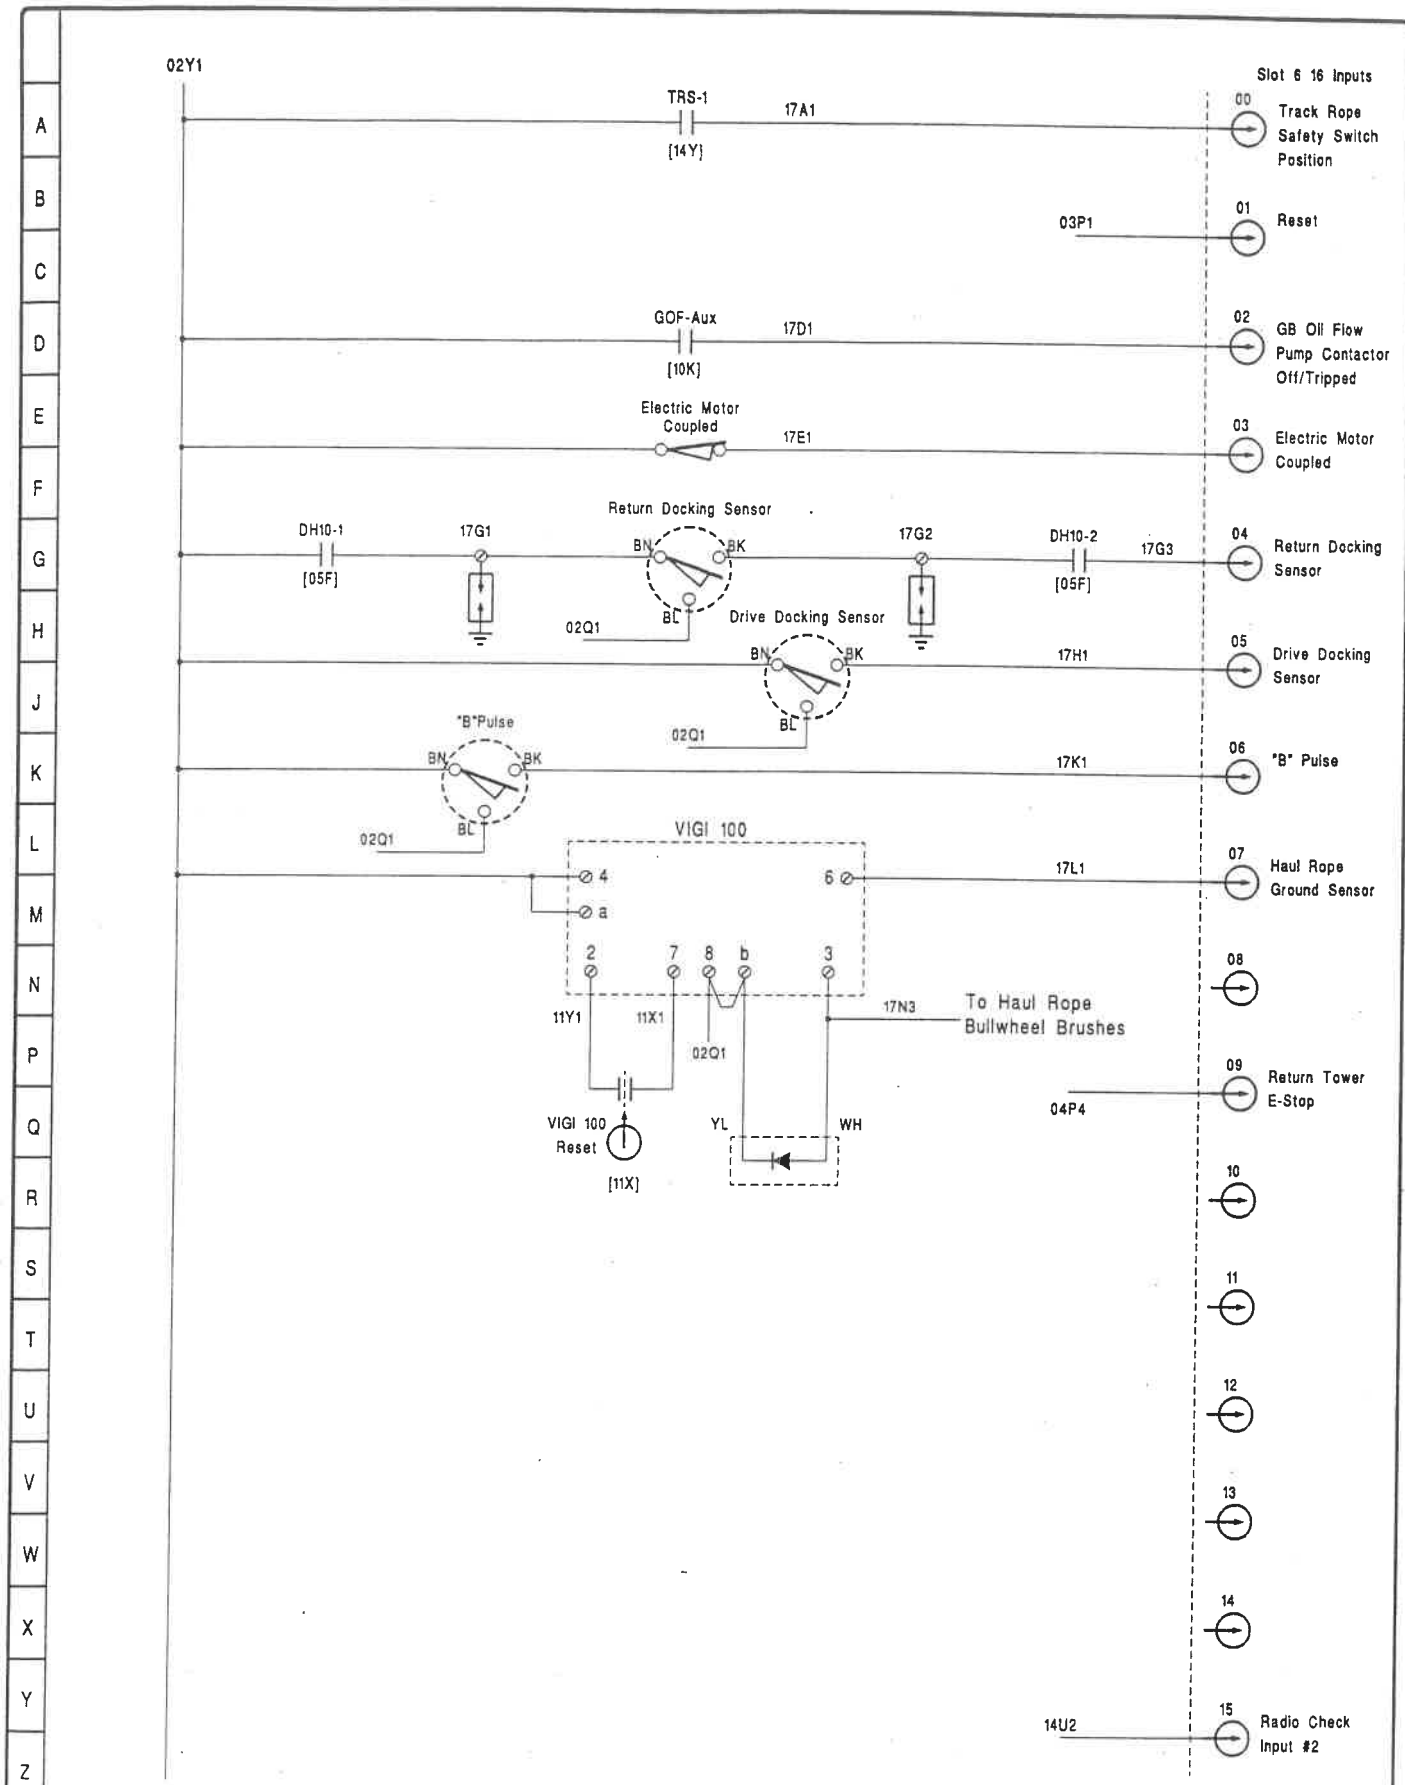 02Y1
Slot 6 16 Inputs
A
TRS-1
17A1
[14Y]
00
Track Rope
Safety Switch
Position
B
03P1
01
Reset
C
D
GOF-Aux
17D1
[10K]
02
GB Oil Flow
Pump Contactor
Off/Tripped
E
Electric Motor
Coupled
17E1
03
Electric Motor
Coupled
F
Return Docking Sensor
G
DH10-1
[05F]
17G1
BN
BK
BL
02Q1
17G2
DH10-2
[05F]
17G3
04
Return Docking
Sensor
H
Drive Docking Sensor
BN
BK
BL
02Q1
17H1
05
Drive Docking
Sensor
J
"B"Pulse
K
BN
BK
BL
02Q1
17K1
06
"B" Pulse
L
VIGI 100
4
a
6
17L1
07
Haul Rope
Ground Sensor
M
2
7
8
b
3
N
08
11Y1
11X1
02Q1
17N3
To Haul Rope
Bullwheel Brushes
P
04P4
09
Return Tower
E-Stop
Q
VIGI 100
Reset
[11X]
YL
WH
R
10
S
11
T
U
12
V
13
W
X
14
Y
14U2
15
Radio Check
Input #2
Z